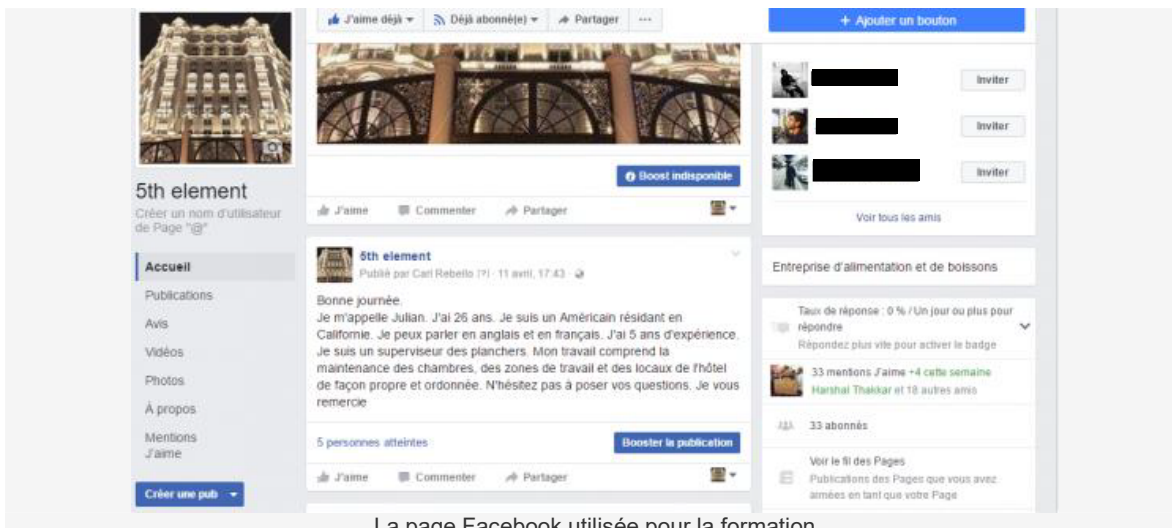 J'aime déjà
Déjà abonné(e)
Partager
+ Ajouter un bouton
Boost indisponible
J'aime Commenter Partager
5th element
Créer un nom d'utilisateur
de Page "@"
Accueil
Publications
Avis
Vidéos
Photos
À propos
Mentions
J'aime
Créer une pub
5th element
Publié par Carl Rebello [?] · 11 avril, 17:43 ·
Bonne journée.
Je m'appelle Julian. J'ai 26 ans. Je suis un Américain résidant en
Californie. Je peux parler en anglais et en français. J'ai 5 ans d'expérience.
Je suis un superviseur des planchers. Mon travail comprend la
maintenance des chambres, des zones de travail et des locaux de l'hôtel
de façon propre et ordonnée. N'hésitez pas à poser vos questions. Je vous
remercie
5 personnes atteintes
Booster la publication
J'aime Commenter Partager
Inviter
Inviter
Inviter
Voir tous les amis
Entreprise d'alimentation et de boissons
Taux de réponse : 0 % / Un jour ou plus pour
répondre
Répondez plus vite pour activer le badge
33 mentions J'aime +4 cette semaine
Harshal Thakkar et 18 autres amis
33 abonnés
Voir le fil des Pages
Publications des Pages que vous avez
aimées en tant que votre Page
La page Facebook utilisée pour la formation